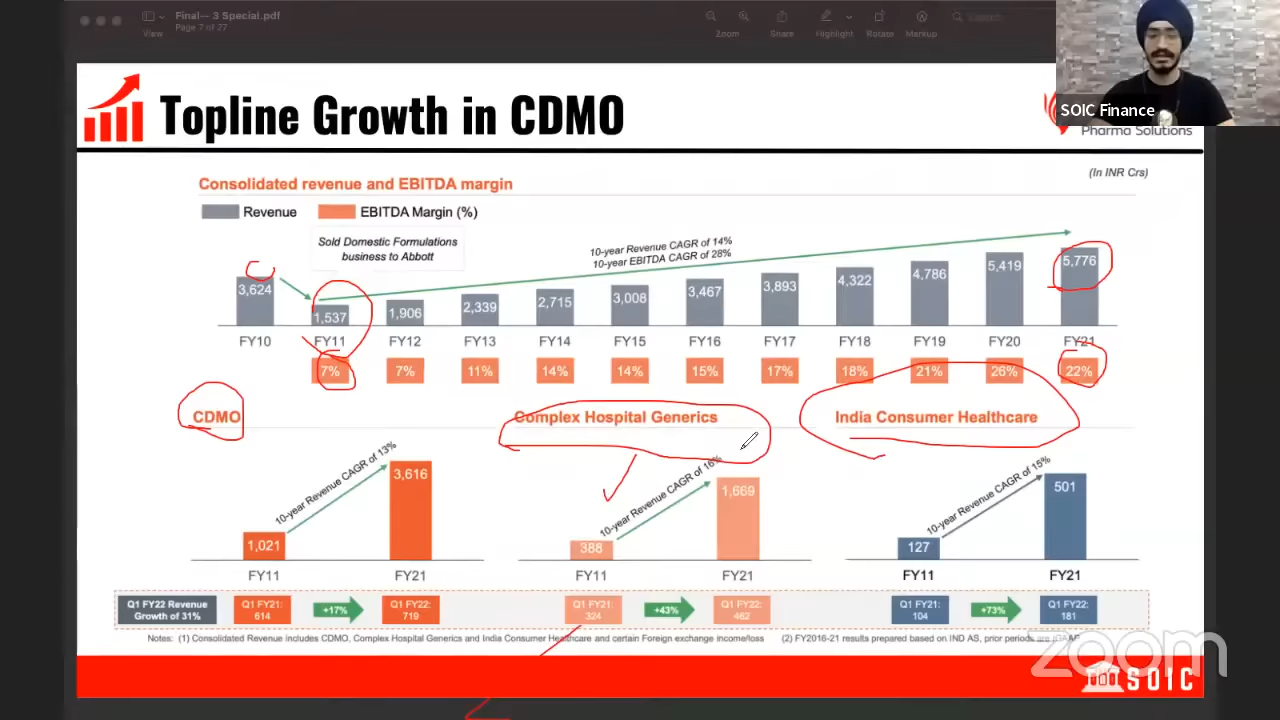 Final-- 3 Special.pdf
Page 7 of 27
View
Zoom
Share
Highlight
Rotate
Markup
Search
SOIC Finance
Topline Growth in CDMO
Pharma Solutions
(In INR Crs)
Consolidated revenue and EBITDA margin
Revenue
EBITDA Margin (%)
Sold Domestic Formulations
business to Abbott
10-year Revenue CAGR of 14%
10-year EBITDA CAGR of 28%
3,624 1,537 1,906 2,339 2,715 3,008 3,467 3,893 4,322 4,786 5,419 5,776
FY10 FY11 FY12 FY13 FY14 FY15 FY16 FY17 FY18 FY19 FY20 FY21
7% 7% 11% 14% 14% 15% 17% 18% 21% 26% 22%
CDMO
10-year Revenue CAGR of 13%
1,021 3,616
FY11 FY21
Complex Hospital Generics
10-year Revenue CAGR of 16%
388 1,669
FY11 FY21
India Consumer Healthcare
10-year Revenue CAGR of 15%
127 501
FY11 FY21
Q1 FY22 Revenue
Growth of 31%
Q1 FY21:
614
+17%
Q1 FY22:
719
Q1 FY21:
324
+43%
Q1 FY22:
462
Q1 FY21:
104
+73%
Q1 FY22:
181
Notes: (1) Consolidated Revenue includes CDMO, Complex Hospital Generics and India Consumer Healthcare and certain Foreign exchange income/loss (2) FY2016-21 results prepared based on IND AS, prior periods are IGAAP
zoom
SOIC